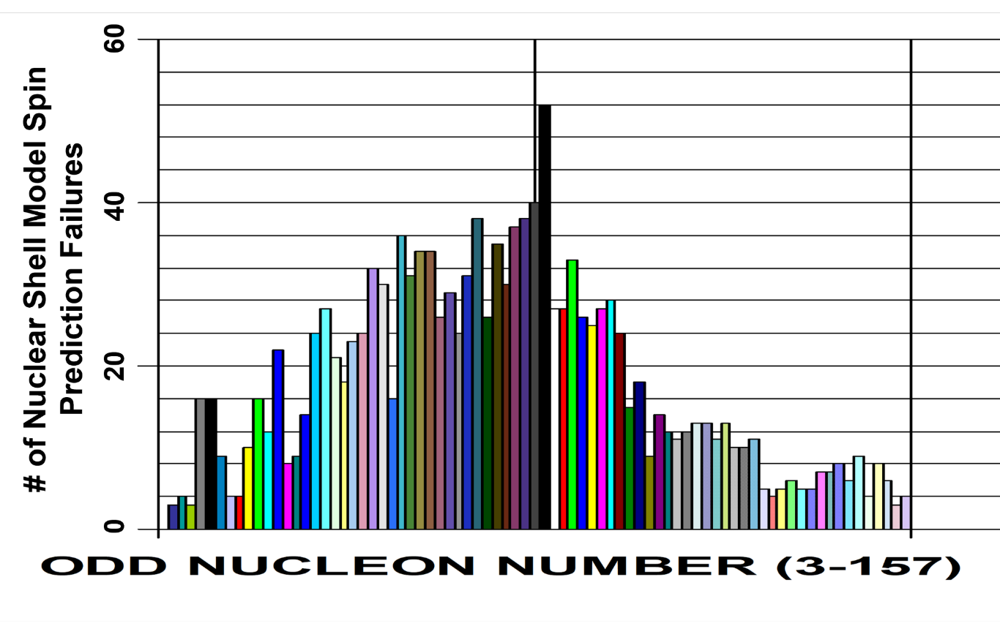 # of Nuclear Shell Model Spin
Prediction Failures
60
40
20
0
ODD NUCLEON NUMBER (3-157)